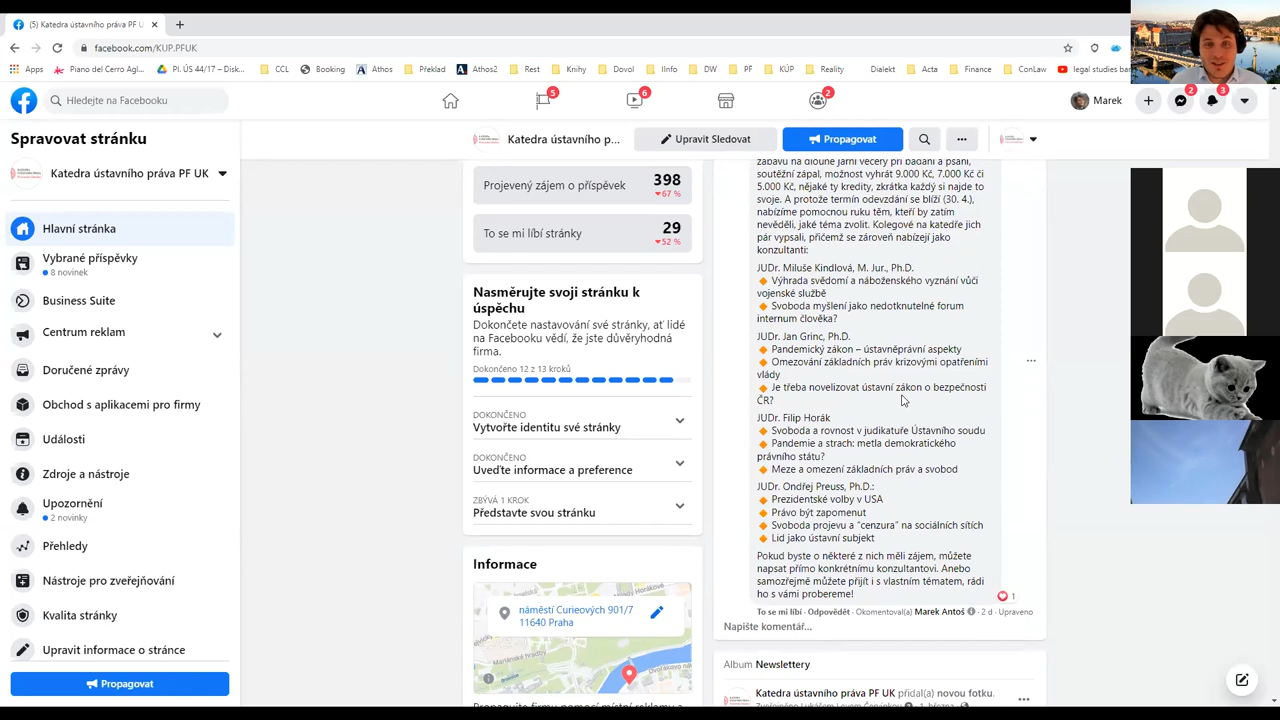 (5) Katedra ústavního práva PF U
facebook.com/KUP.PFUK
Apps
Piano del Cerro Agl...
Pl. ÚS 44/17 – Disk...
CCL
Booking
Athos
Překlad
Athos
Rest
Knihy
Dovol
IInfo
DW
PF
KÚP
Reality
Dialekt
Acta
Finance
ConLaw
legal studies bas
Hledejte na Facebooku
5
6
2
Marek
2
3
Spravovat stránku
Katedra ústavního práva PF UK
Hlavní stránka
Vybrané příspěvky
8 novinek
Business Suite
Centrum reklam
Doručené zprávy
Obchod s aplikacemi pro firmy
Události
Zdroje a nástroje
Upozornění
2 novinky
Přehledy
Nástroje pro zveřejňování
Kvalita stránky
Upravit informace o stránce
Propagovat
Katedra ústavního p...
Upravit Sledovat
Propagovat
Projevený zájem o příspěvek
398
67 %
To se mi líbí stránky
29
52 %
Nasměrujte svoji stránku k
úspěchu
Dokončete nastavování své stránky, ať lidé
na Facebooku vědí, že jste důvěryhodná
firma.
Dokončeno 12 z 13 kroků
DOKONČENO
Vytvořte identitu své stránky
DOKONČENO
Uveďte informace a preference
ZBÝVÁ 1 KROK
Představte svou stránku
Informace
náměstí Curieových 901/7
11640 Praha
zábavu na dlouhé jarní večery při bádání a psaní,
soutěžní zápal, možnost vyhrát 9.000 Kč, 7.000 Kč či
5.000 Kč, nějaké ty kredity, zkrátka každý si najde to
svoje. A protože termín odevzdání se blíží (30. 4.),
nabízíme pomocnou ruku těm, kteří by zatím
nevěděli, jaké téma zvolit. Kolegové na katedře jich
pár vypsali, přičemž se zároveň nabízejí jako
konzultanti:
JUDr. Miluše Kindlová, M. Jur., Ph.D.
Výhrada svědomí a náboženského vyznání vůči
vojenské službě
Svoboda myšlení jako nedotknutelné forum
internum člověka?
JUDr. Jan Grinc, Ph.D.
Pandemický zákon – ústavněprávní aspekty
Omezování základních práv krizovými opatřeními
vlády
Je třeba novelizovat ústavní zákon o bezpečnosti
ČR?
JUDr. Filip Horák
Svoboda a rovnost v judikatuře Ústavního soudu
Pandemie a strach: metla demokratického
právního státu?
Meze a omezení základních práv a svobod
JUDr. Ondřej Preuss, Ph.D.:
Prezidentské volby v USA
Právo být zapomenut
Svoboda projevu a "cenzura" na sociálních sítích
Lid jako ústavní subjekt
Pokud byste o některé z nich měli zájem, můžete
napsat přímo konkrétnímu konzultantovi. Anebo
samozřejmě můžete přijít i s vlastním tématem, rádi
ho s vámi probereme!
1
To se mi líbí · Odpovědět · Okomentoval(a) Marek Antoš · 2 d · Upraveno
Napište komentář...
Album Newslettery
Katedra ústavního práva PF UK přidal(a) novou fotku.